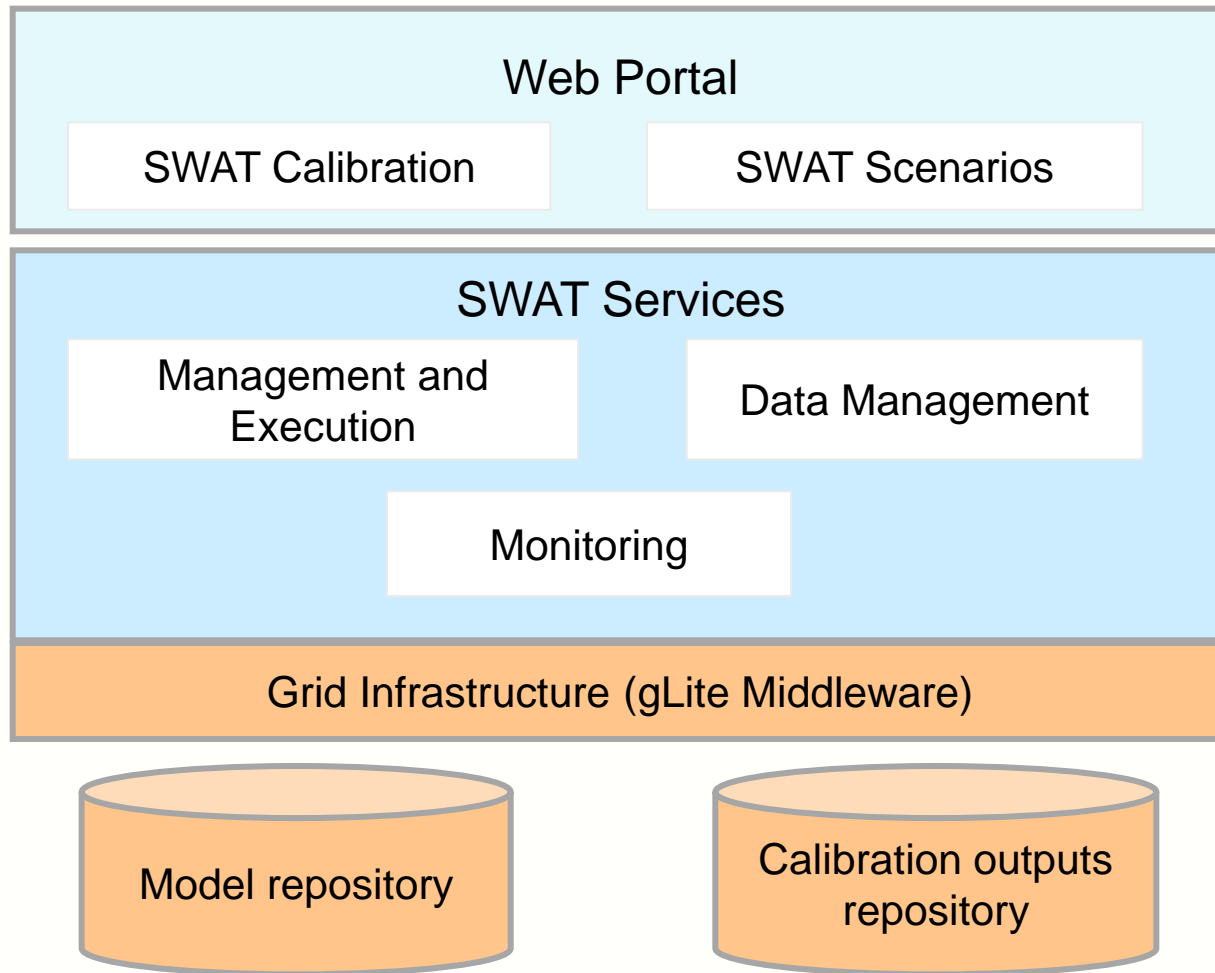 Web Portal
SWAT Calibration
SWAT Scenarios
SWAT Services
Management and
Execution
Data Management
Monitoring
Grid Infrastructure (gLite Middleware)
Model repository
Calibration outputs
repository